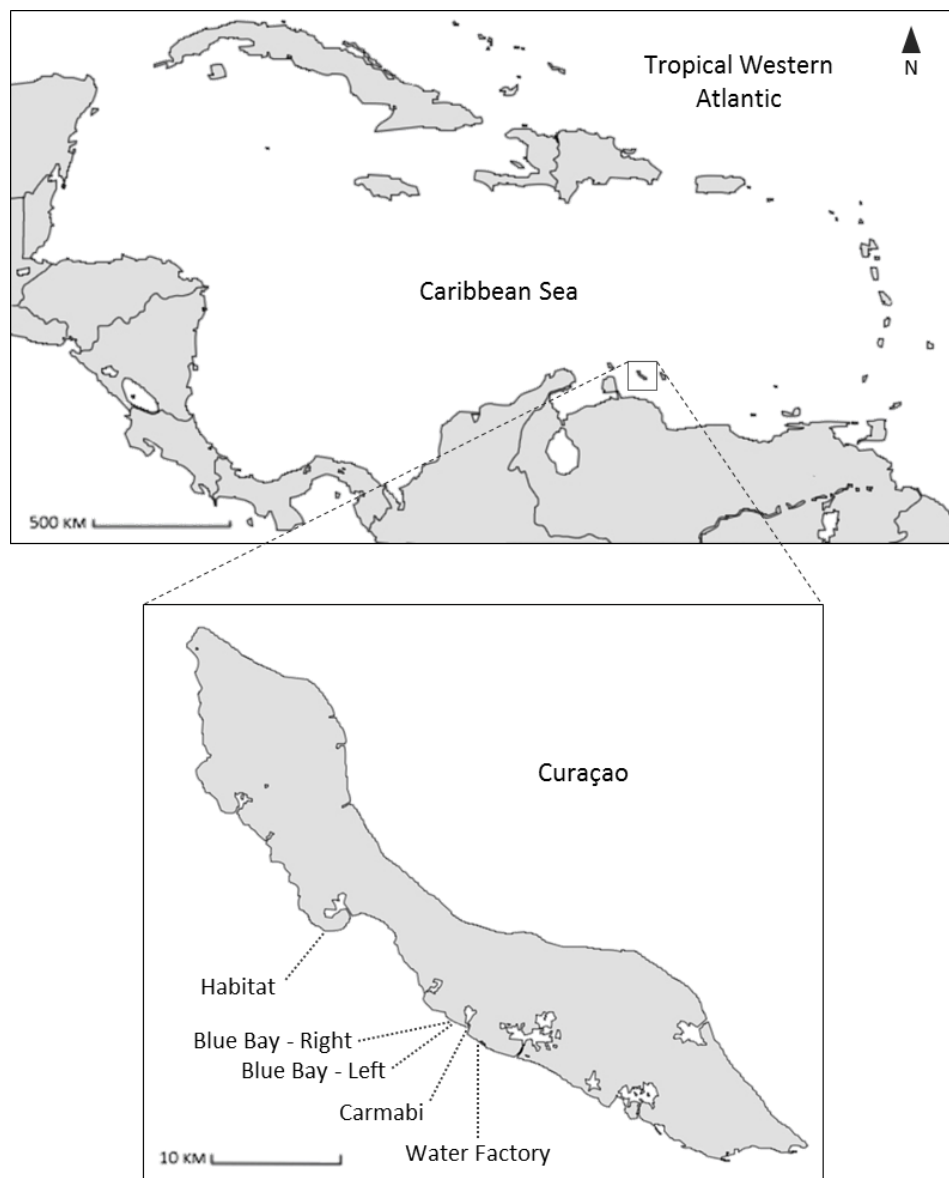 Tropical Western
Atlantic
N
Caribbean Sea
500 KM
Curaçao
Habitat
Blue Bay - Right
Blue Bay - Left
Carmabi
Water Factory
10 KM